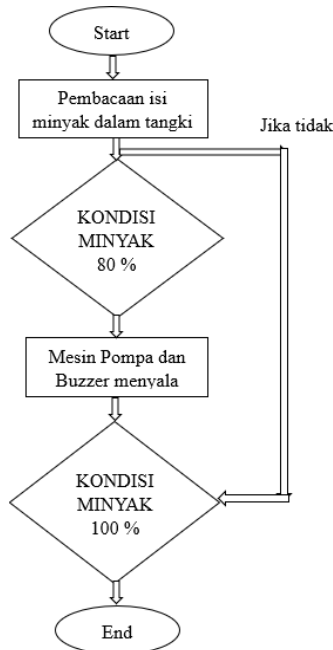 Start
Pembacaan isi
minyak dalam tangki
Jika tidak
KONDISI
MINYAK
80 %
Mesin Pompa dan
Buzzer menyala
KONDISI
MINYAK
100 %
End